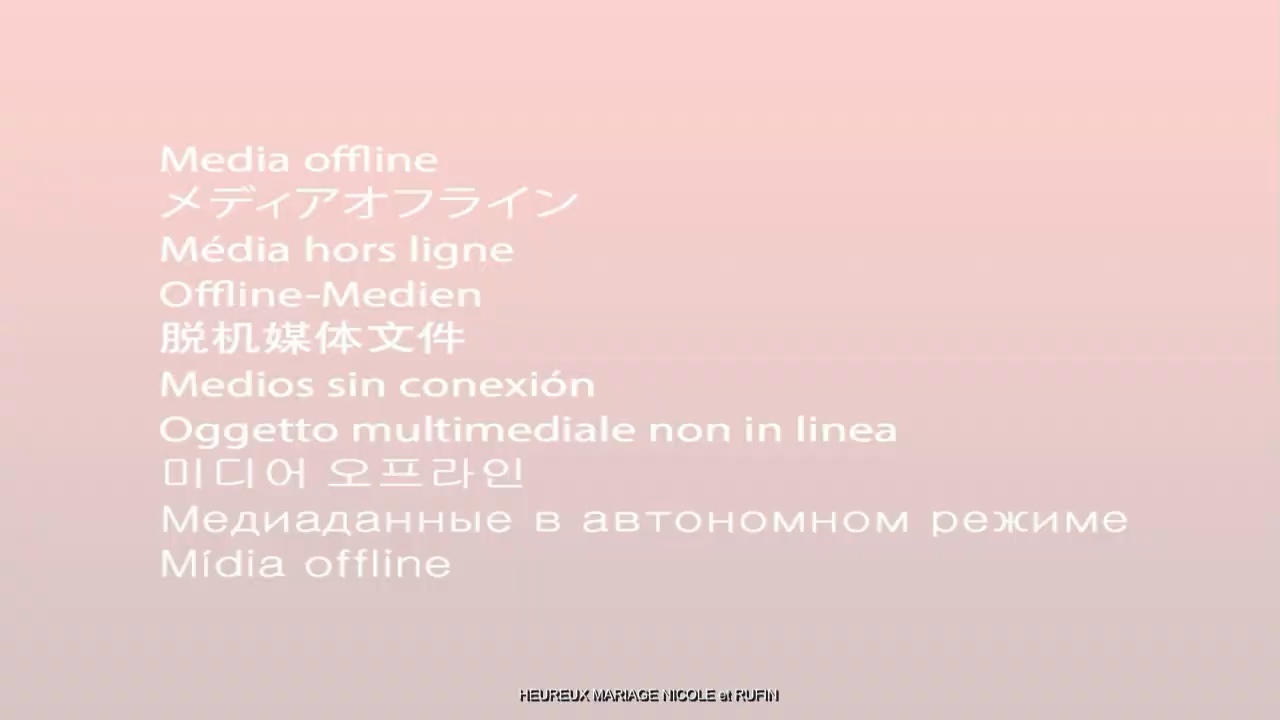 Media offline
メディアオフライン
Média hors ligne
Offline-Medien
脱机媒体文件
Medios sin conexión
Oggetto multimediale non in linea
미디어 오프라인
Медиаданные в автономном режиме
Mídia offline
HEUREUX MARIAGE NICOLE et RUFIN